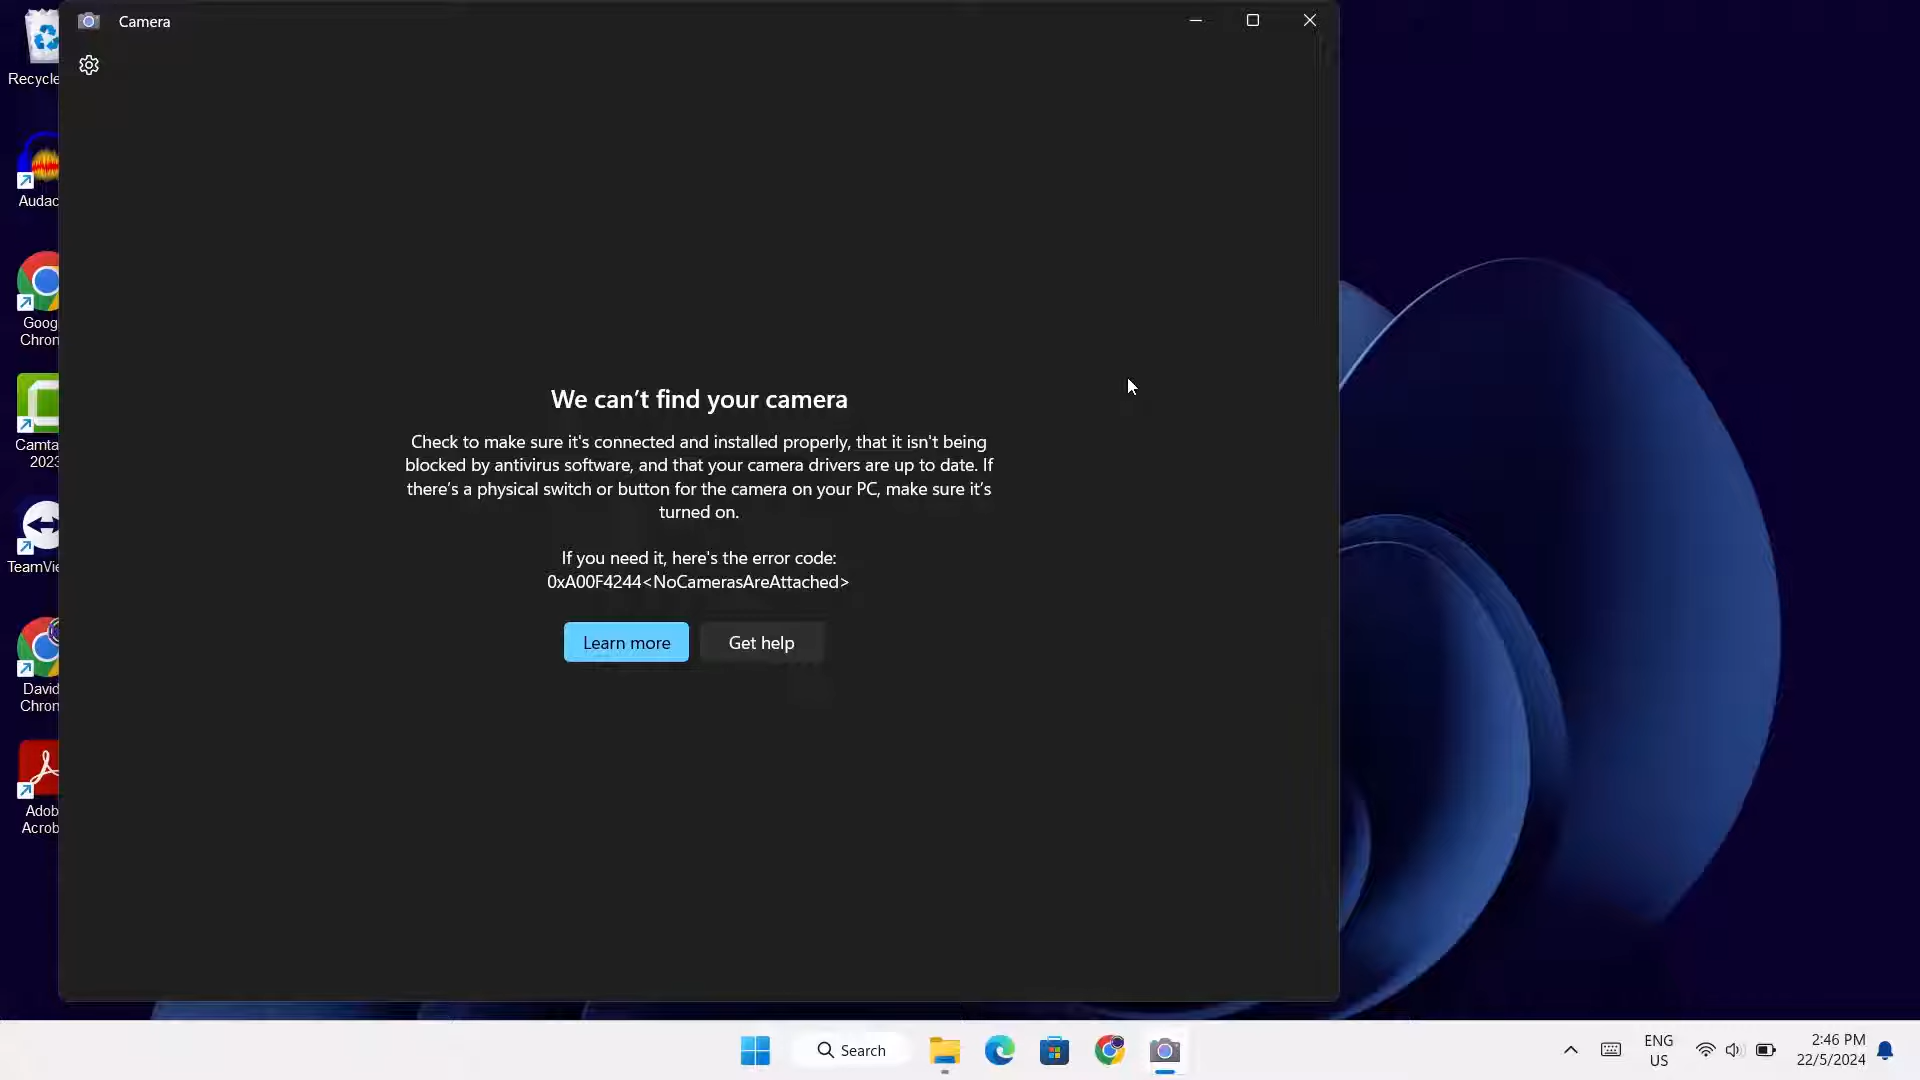 Camera
Recycle
Audac
Goog
Chron
Camta
2023
TeamVie
David
Chron
Adob
Acrob
We can’t find your camera
Check to make sure it's connected and installed properly, that it isn't being
blocked by antivirus software, and that your camera drivers are up to date. If
there’s a physical switch or button for the camera on your PC, make sure it’s
turned on.
If you need it, here's the error code:
0xA00F4244<NoCamerasAreAttached>
Learn more
Get help
Search
ENG
US
2:46 PM
22/5/2024